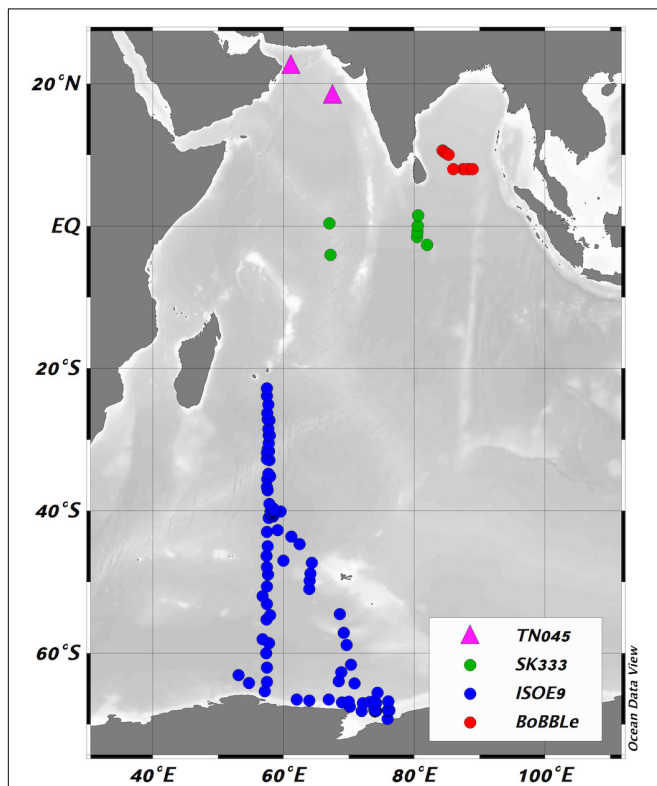 20°N
EQ
20°S
40°S
60°S
TN045
SK333
ISOE9
BoBBLe
Ocean Data View
40°E
60°E
80°E
100°E